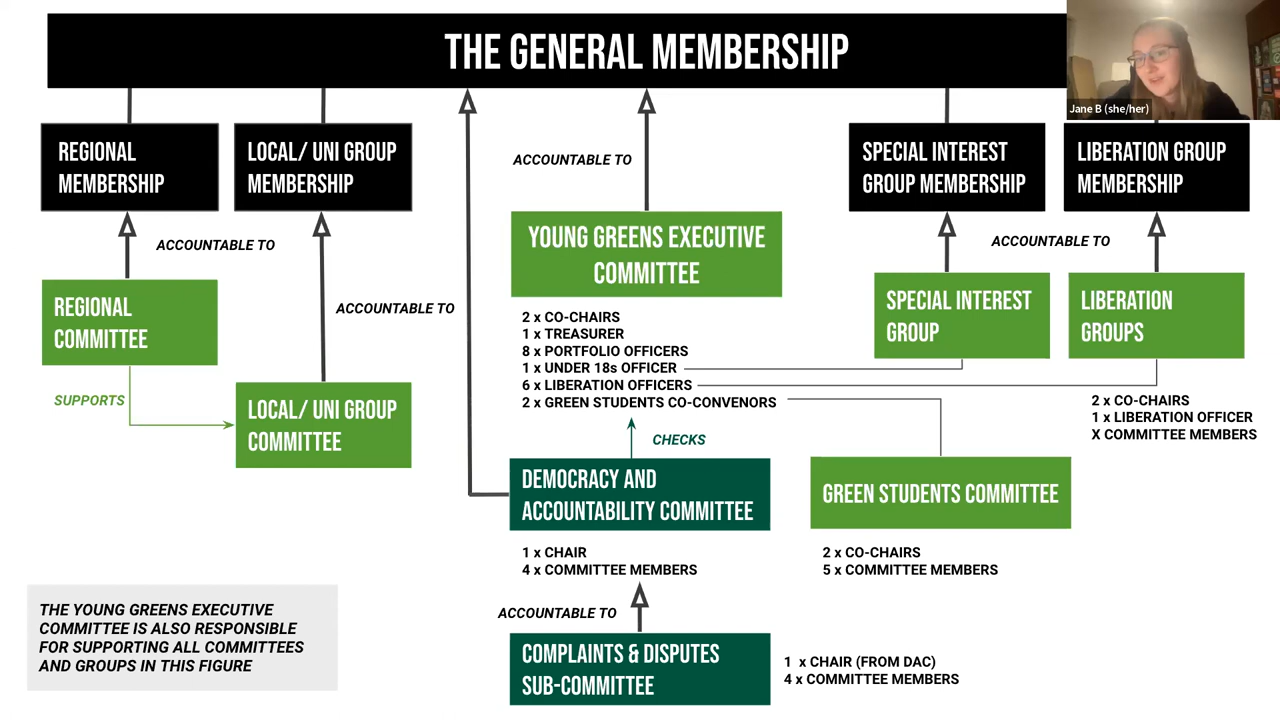 THE GENERAL MEMBERSHIP
Jane B (she/her)
REGIONAL
MEMBERSHIP
LOCAL/ UNI GROUP
MEMBERSHIP
ACCOUNTABLE TO
SPECIAL INTEREST
GROUP MEMBERSHIP
LIBERATION GROUP
MEMBERSHIP
ACCOUNTABLE TO
YOUNG GREENS EXECUTIVE
COMMITTEE
ACCOUNTABLE TO
REGIONAL
COMMITTEE
ACCOUNTABLE TO
SPECIAL INTEREST
GROUP
LIBERATION
GROUPS
2 x CO-CHAIRS
1 x TREASURER
8 x PORTFOLIO OFFICERS
1 x UNDER 18s OFFICER
6 x LIBERATION OFFICERS
2 x GREEN STUDENTS CO-CONVENORS
SUPPORTS
LOCAL/ UNI GROUP
COMMITTEE
2 x CO-CHAIRS
1 x LIBERATION OFFICER
X COMMITTEE MEMBERS
CHECKS
DEMOCRACY AND
ACCOUNTABILITY COMMITTEE
GREEN STUDENTS COMMITTEE
1 x CHAIR
4 x COMMITTEE MEMBERS
2 x CO-CHAIRS
5 x COMMITTEE MEMBERS
ACCOUNTABLE TO
THE YOUNG GREENS EXECUTIVE
COMMITTEE IS ALSO RESPONSIBLE
FOR SUPPORTING ALL COMMITTEES
AND GROUPS IN THIS FIGURE
COMPLAINTS & DISPUTES
SUB-COMMITTEE
1 x CHAIR (FROM DAC)
4 x COMMITTEE MEMBERS